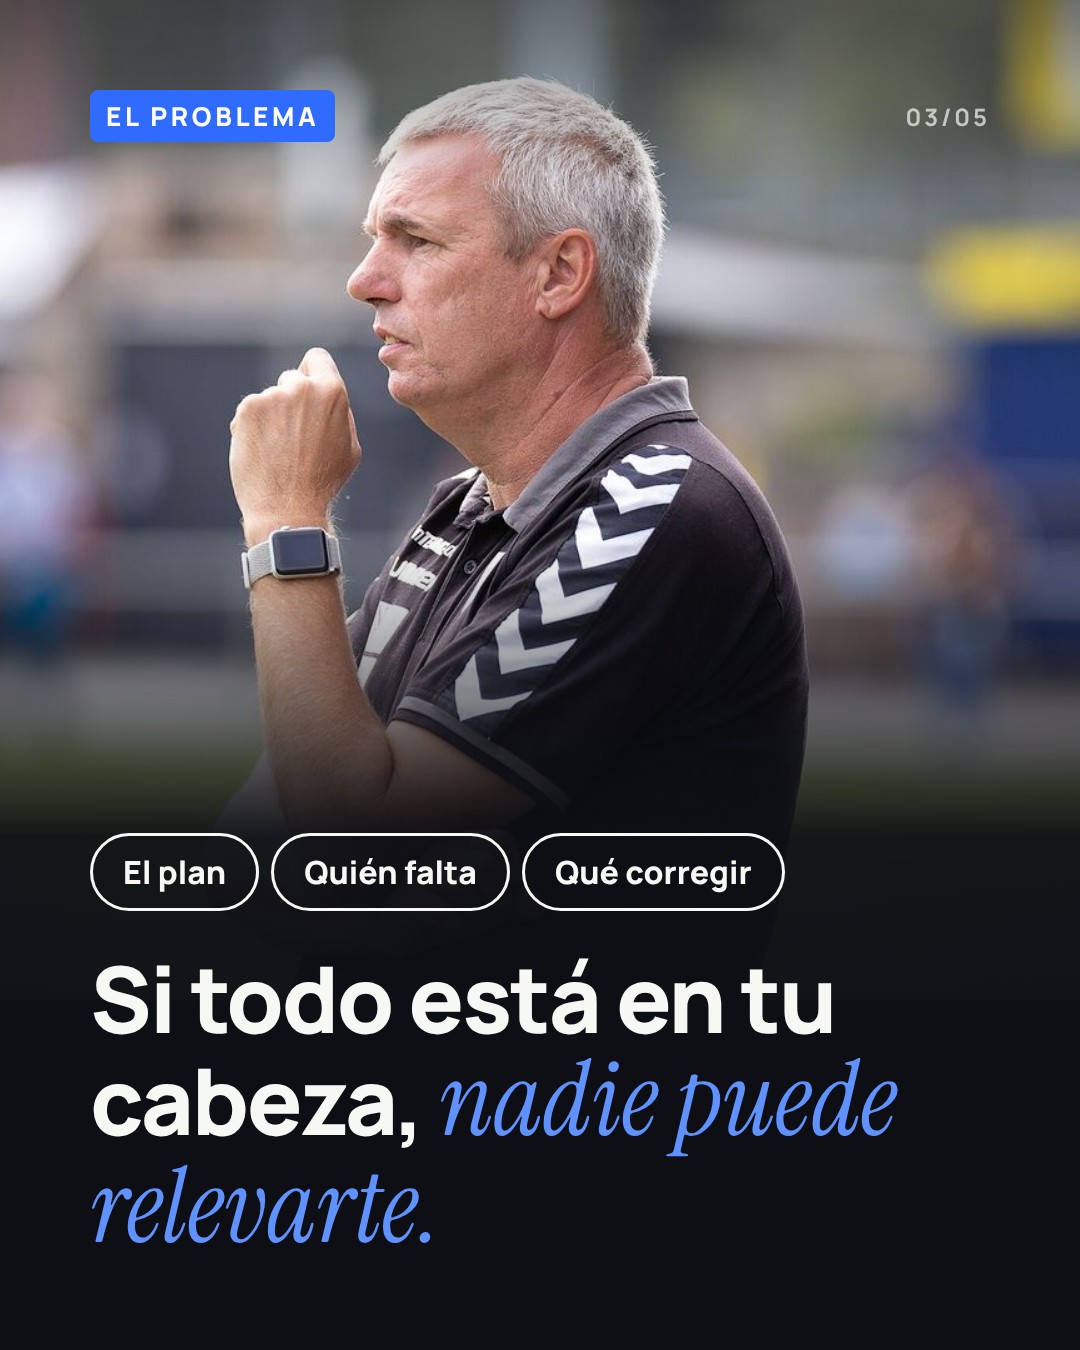 EL PROBLEMA
03/05
El plan
Quién falta
Qué corregir
Si todo está en tu
cabeza, nadie puede
relevarte.